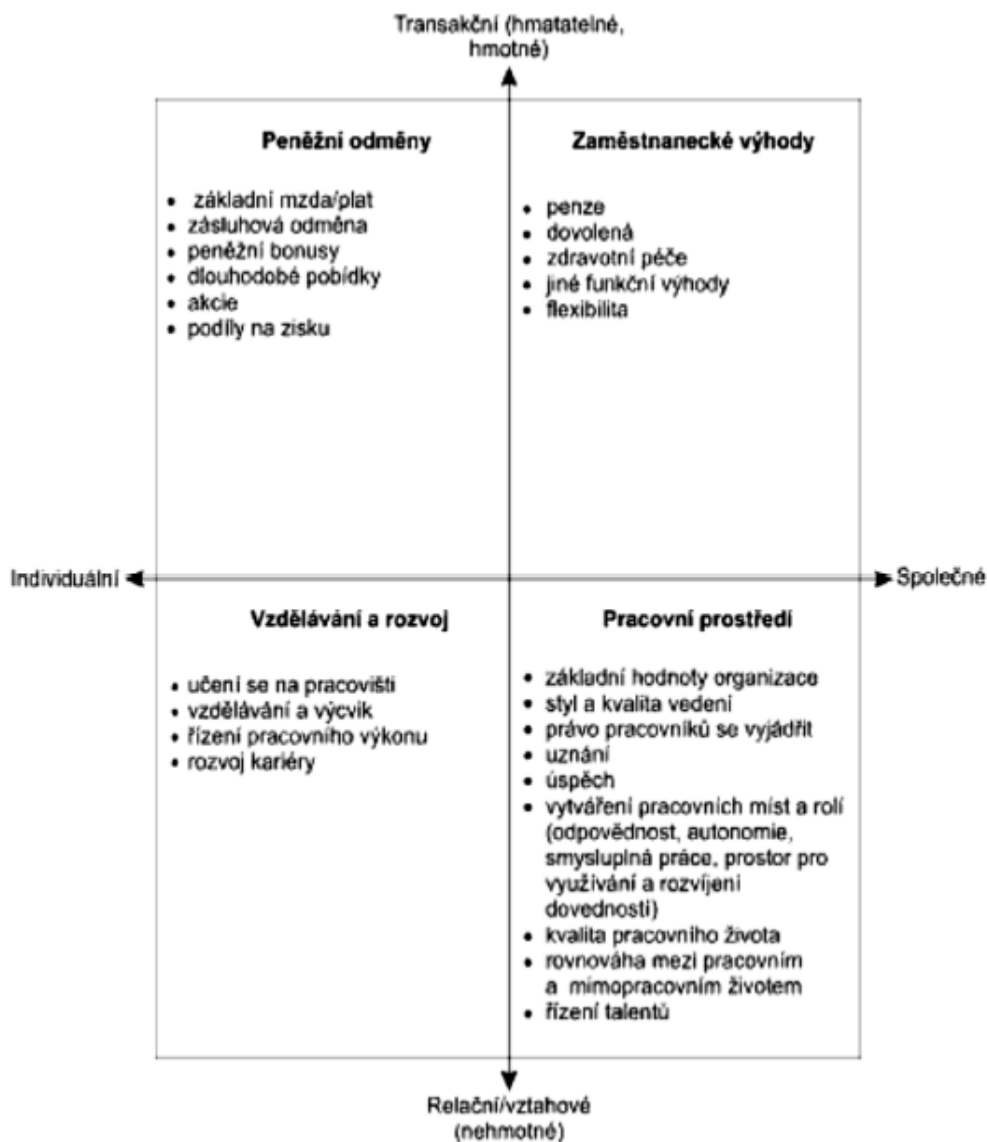 Transakční (hmatatelné,
hmotné)
Peněžní odměny
• základní mzda/plat
• zásluhová odměna
• peněžní bonusy
• dlouhodobé pobídky
• akcie
• podíly na zisku
Zaměstnanecké výhody
• penze
• dovolená
• zdravotní péče
• jiné funkční výhody
• flexibilita
Individuální
Společné
Vzdělávání a rozvoj
• učení se na pracovišti
• vzdělávání a výcvik
• řízení pracovního výkonu
• rozvoj kariéry
Pracovní prostředí
• základní hodnoty organizace
• styl a kvalita vedení
• právo pracovníků se vyjádřit
• uznání
• úspěch
• vytváření pracovních míst a rolí
(odpovědnost, autonomie,
smysluplná práce, prostor pro
využívání a rozvíjení
dovedností)
• kvalita pracovního života
• rovnováha mezi pracovním
a mimopracovním životem
• řízení talentů
Relační/vztahové
(nehmotné)